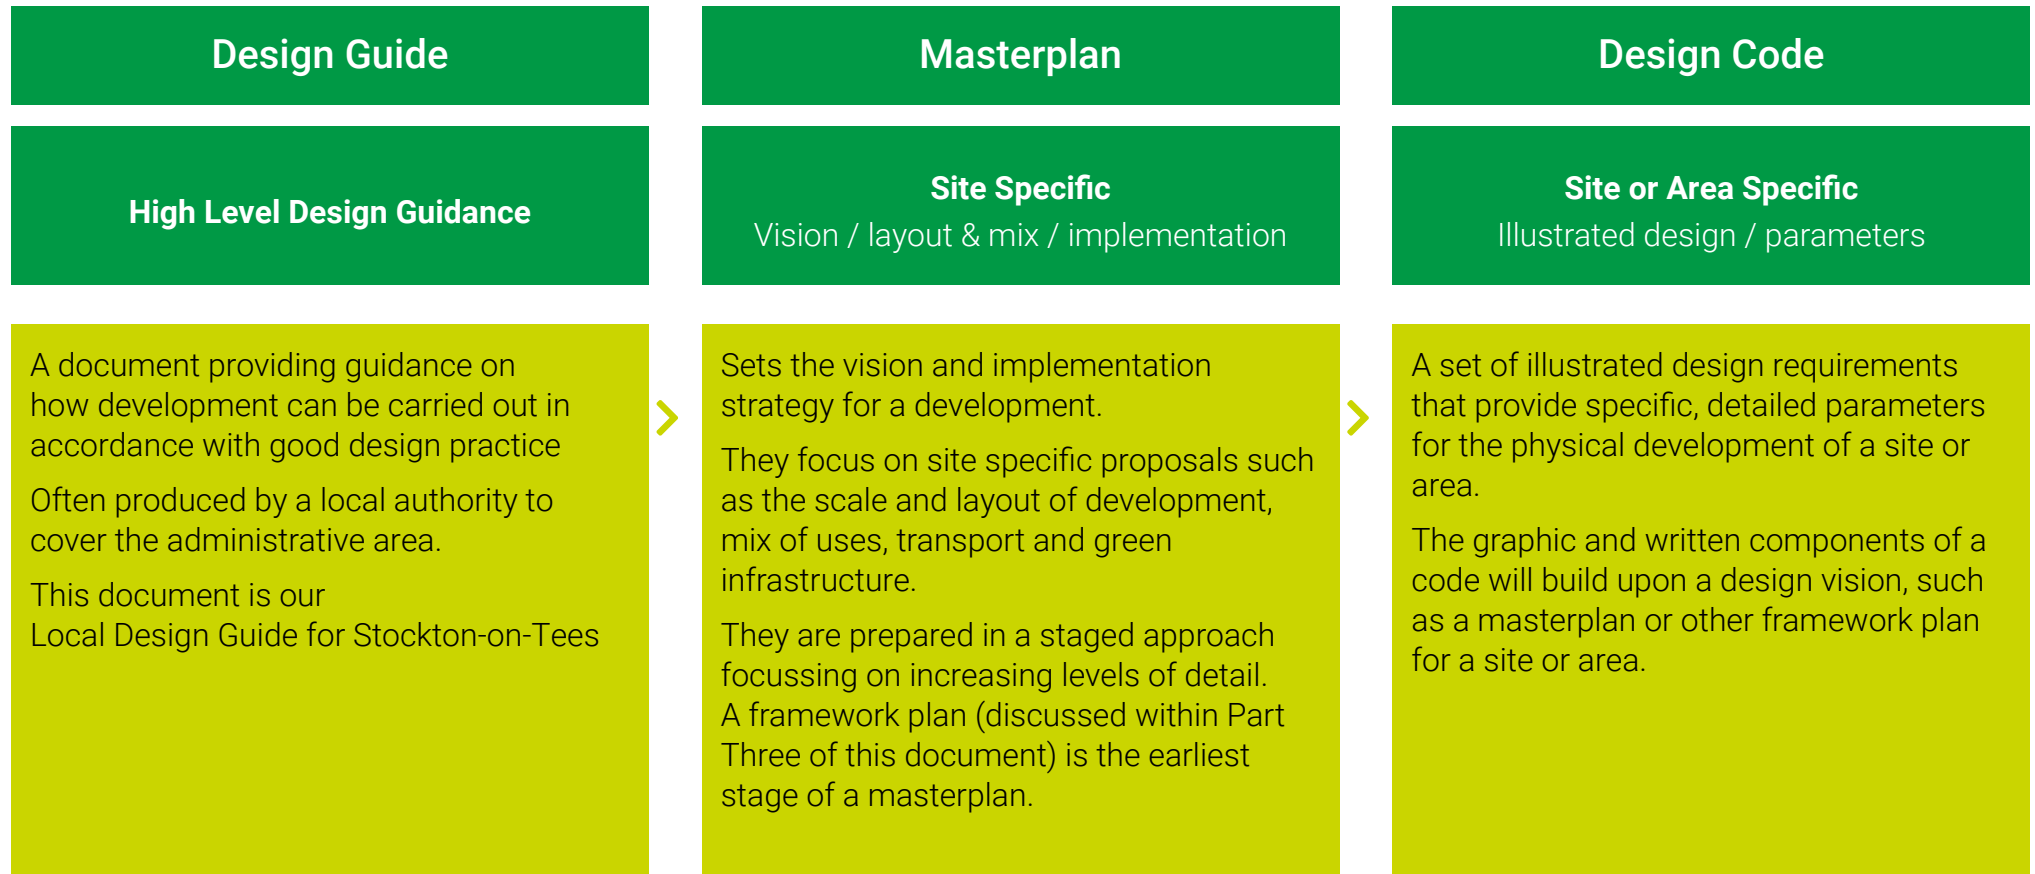 Design Guide
High Level Design Guidance
A document providing guidance on
how development can be carried out in
accordance with good design practice
Often produced by a local authority to
cover the administrative area.
This document is our
Local Design Guide for Stockton-on-Tees
Masterplan
Site Specific
Vision / layout & mix / implementation
Sets the vision and implementation
strategy for a development.
They focus on site specific proposals such
as the scale and layout of development,
mix of uses, transport and green
infrastructure.
They are prepared in a staged approach
focussing on increasing levels of detail.
A framework plan (discussed within Part
Three of this document) is the earliest
stage of a masterplan.
Design Code
Site or Area Specific
Illustrated design / parameters
A set of illustrated design requirements
that provide specific, detailed parameters
for the physical development of a site or
area.
The graphic and written components of a
code will build upon a design vision, such
as a masterplan or other framework plan
for a site or area.